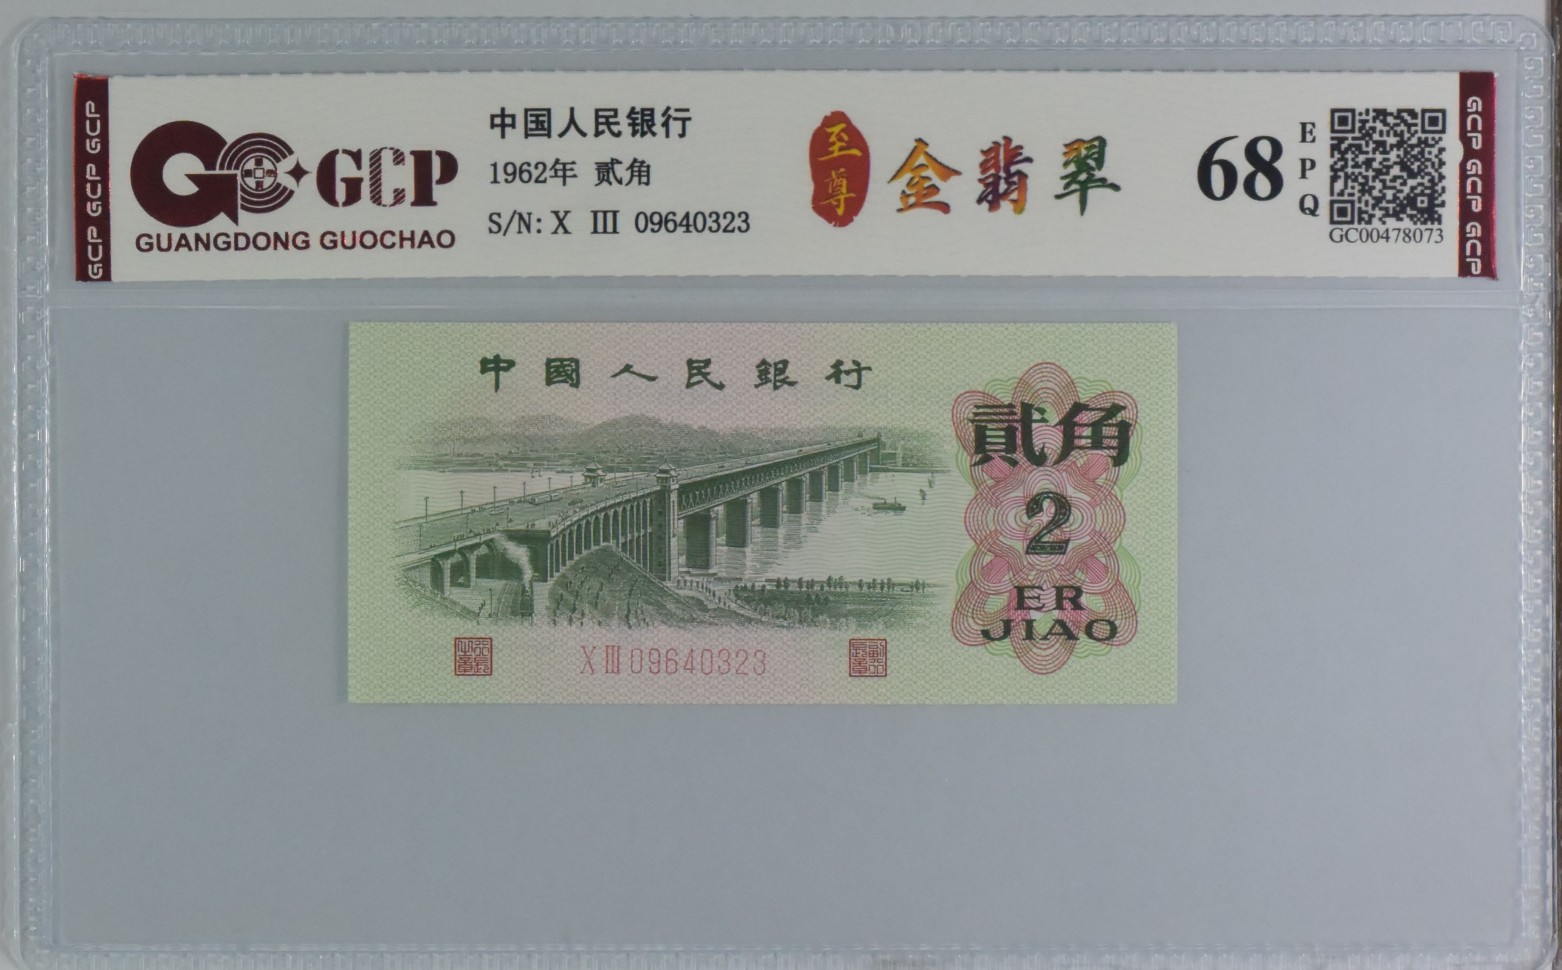 GCP GCP GCP
GCP
GUANGDONG GUOCHAO
中国人民银行
1962年 贰角
S/N: X Ⅲ 09640323
至尊
金翡翠
68
EPQ
GC00478073
GCP GCP GCP
中國人民銀行
貳角
2
ER
JIAO
X Ⅲ 09640323